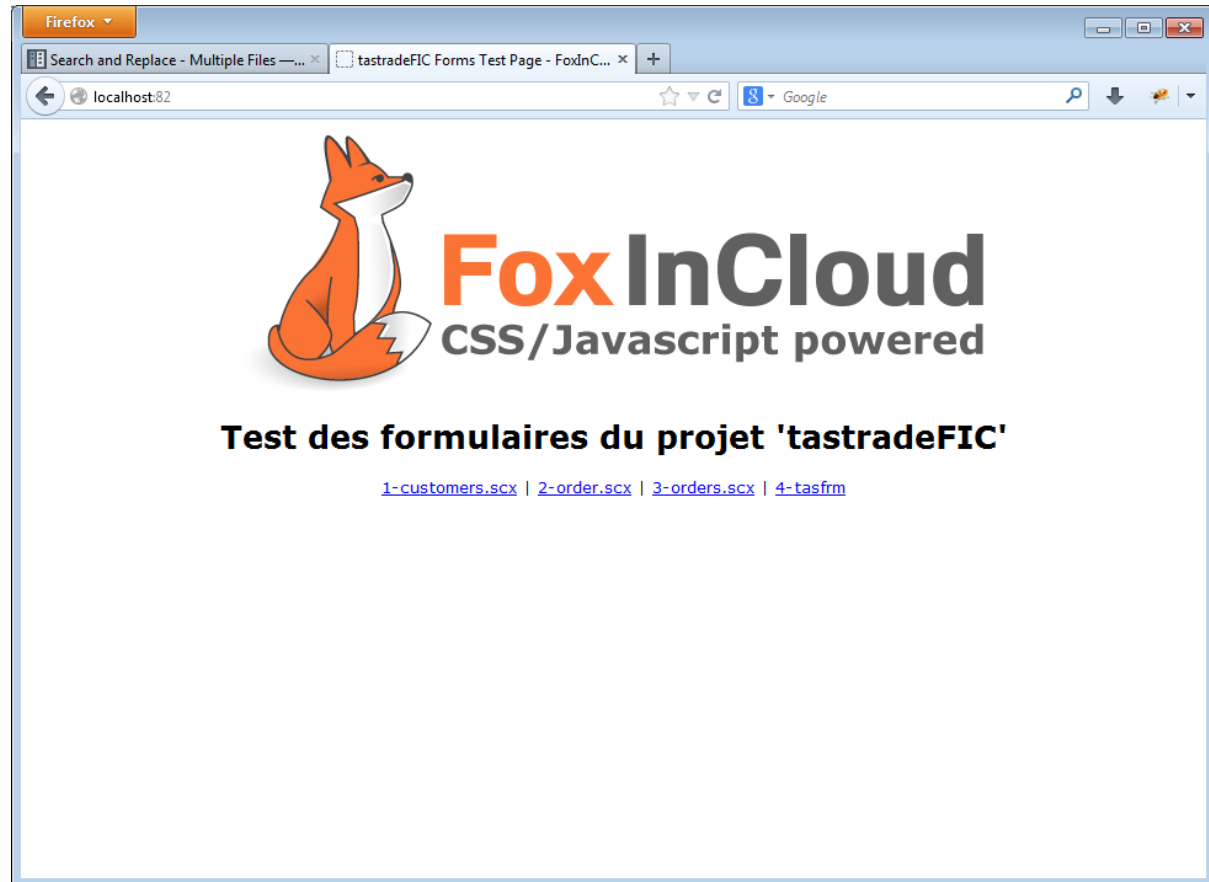 Firefox
Search and Replace - Multiple Files —...
tastradeFIC Forms Test Page - FoxInC...
localhost:82
Google
FoxInCloud
CSS/Javascript powered
Test des formulaires du projet 'tastradeFIC'
1-customers.scx | 2-order.scx | 3-orders.scx | 4-tasfrm